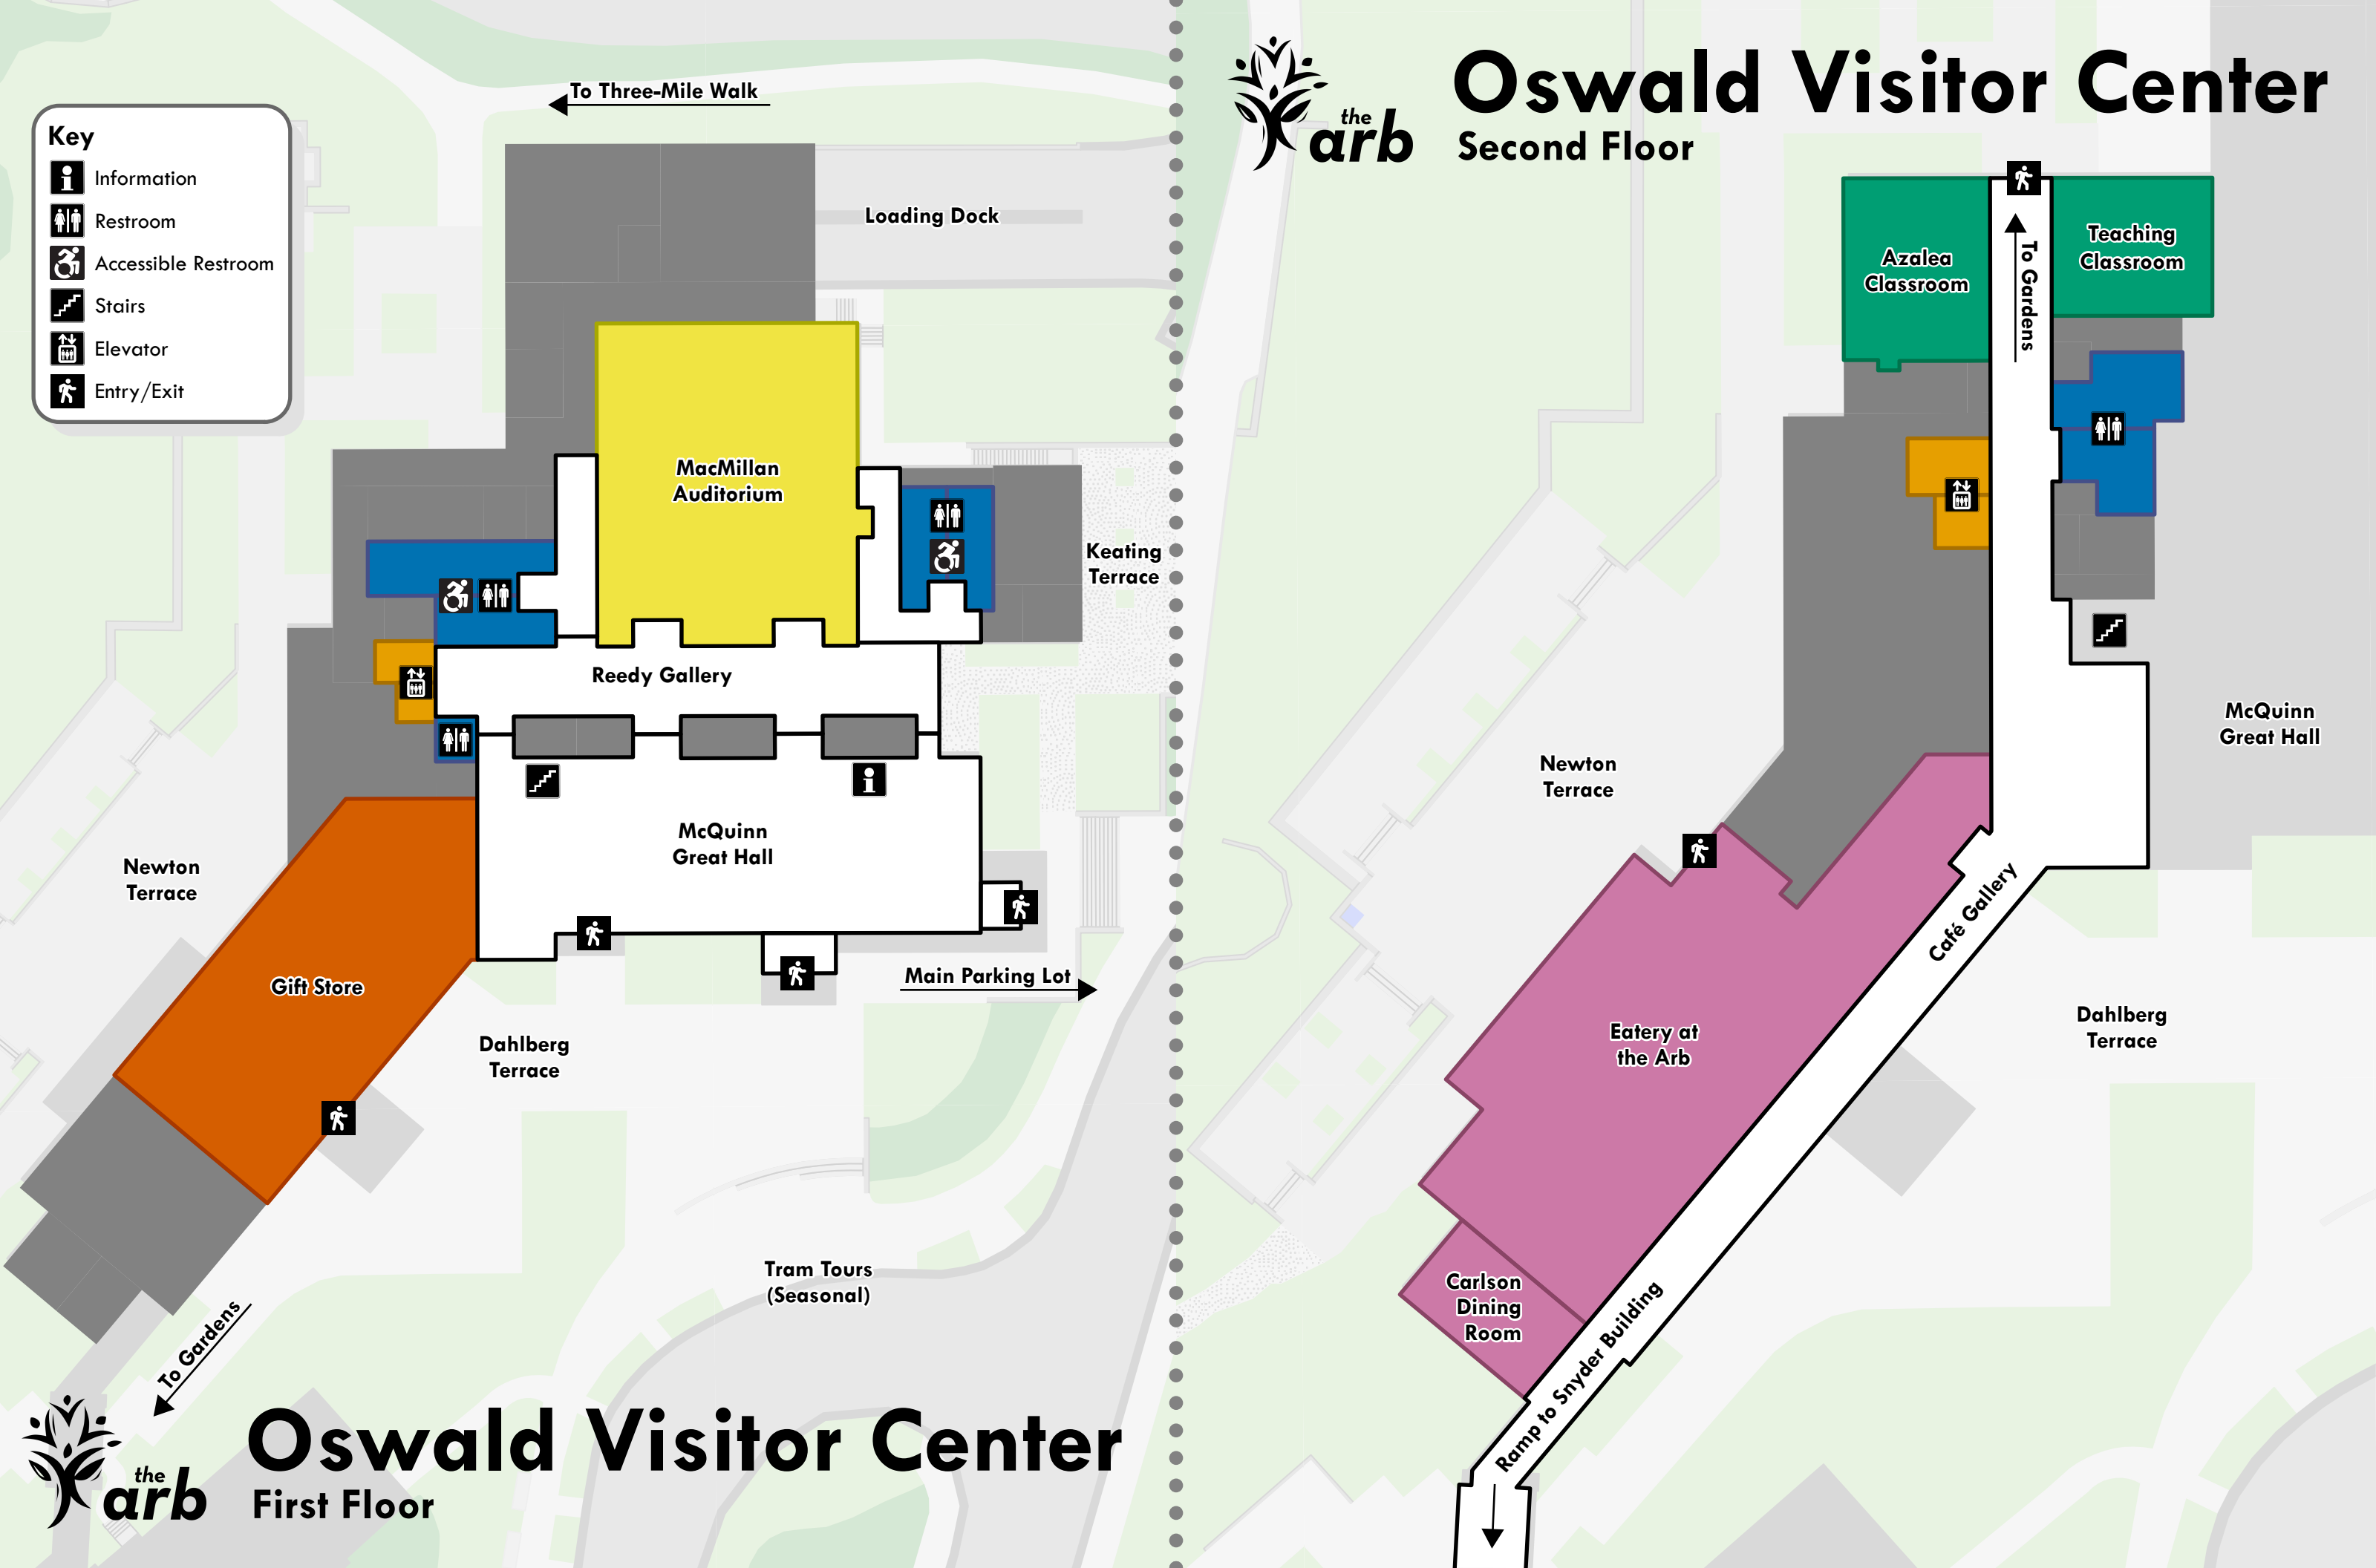 To Three-Mile Walk
Key
Information
Restroom
Accessible Restroom
Stairs
Elevator
Entry/Exit
Loading Dock
MacMillan
Auditorium
Keating
Terrace
Reedy Gallery
McQuinn
Great Hall
Newton
Terrace
Gift Store
Main Parking Lot
Dahlberg
Terrace
Tram Tours
(Seasonal)
To Gardens
the
arb
Oswald Visitor Center
First Floor
the
arb
Oswald Visitor Center
Second Floor
Azalea
Classroom
To Gardens
Teaching
Classroom
McQuinn
Great Hall
Newton
Terrace
Café Gallery
Eatery at
the Arb
Dahlberg
Terrace
Carlson
Dining
Room
Ramp to Snyder Building